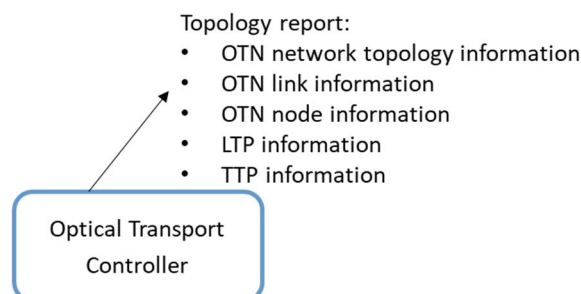 Topology report:
• OTN network topology information
• OTN link information
• OTN node information
• LTP information
• TTP information
Optical Transport
Controller